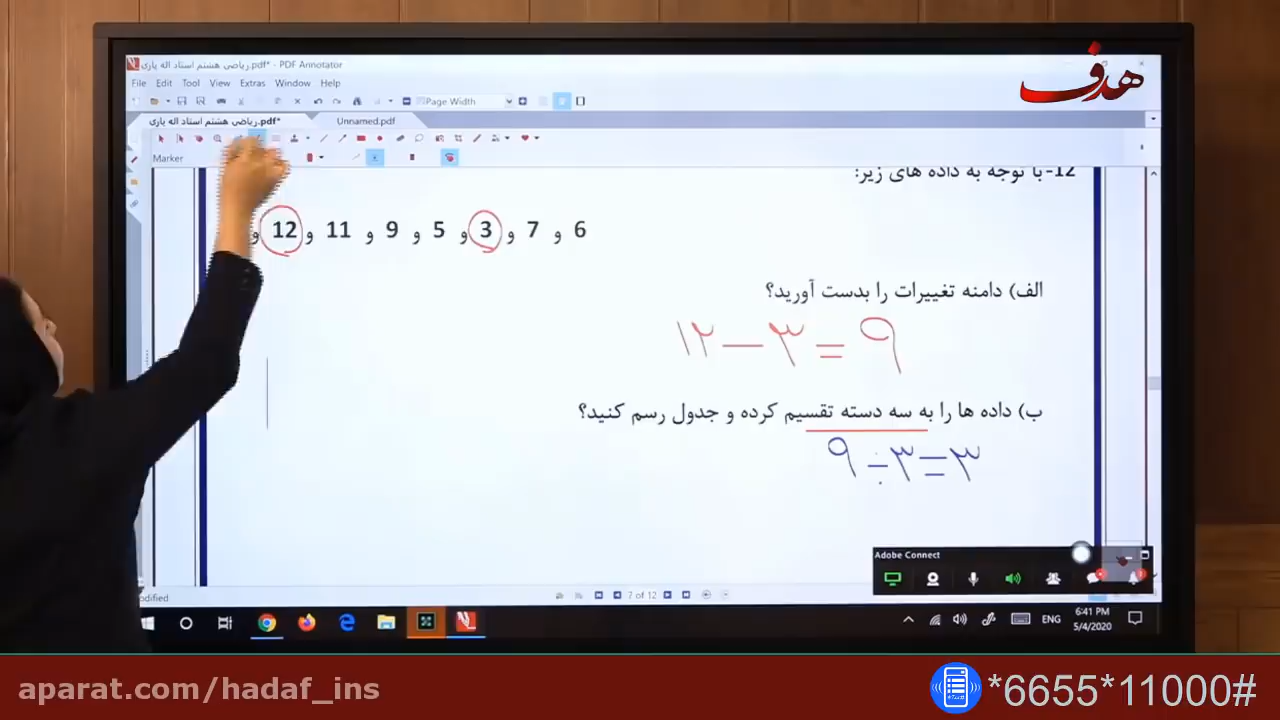 هدف
ریاضی هشتم استاد اله یاری.pdf* - PDF Annotator
File Edit Tool View Extras Window Help
Page Width
ریاضی هشتم استاد اله یاری.pdf* Unnamed.pdf
Marker
12- با توجه به داده های زیر:
6 و 7 و 3 و 5 و 9 و 11 و 12 و
الف) دامنه تغییرات را بدست آورید؟
۱۲ - ۳ = ۹
ب) داده ها را به سه دسته تقسیم کرده و جدول رسم کنید؟
۹ ÷ ۳ = ۳
Adobe Connect
odified 7 of 12
ENG 6:41 PM
5/4/2020
aparat.com/hadaf_ins *6655*11000#